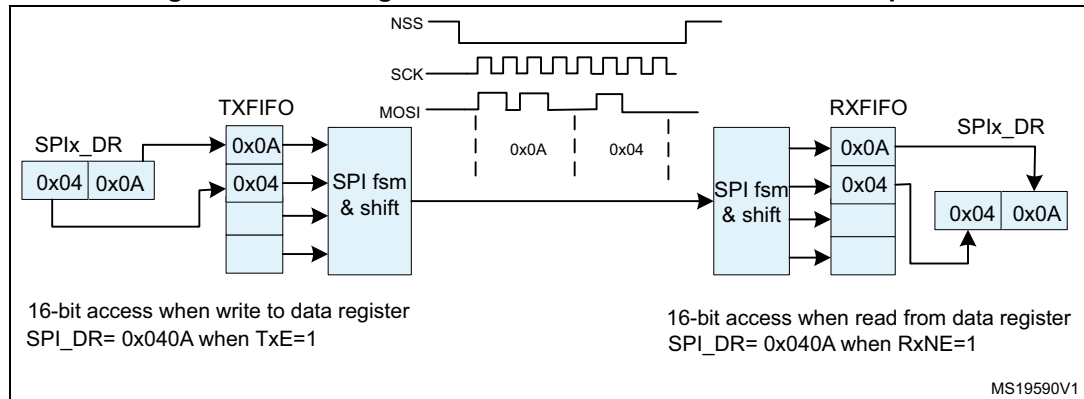 NSS
SCK
MOSI
TXFIFO
RXFIFO
SPIx_DR
SPIx_DR
0x04 0x0A
0x0A
0x04
SPI fsm
& shift
0x0A
0x04
SPI fsm
& shift
0x0A
0x04
0x04 0x0A
16-bit access when write to data register
SPI_DR= 0x040A when TxE=1
16-bit access when read from data register
SPI_DR= 0x040A when RxNE=1
MS19590V1